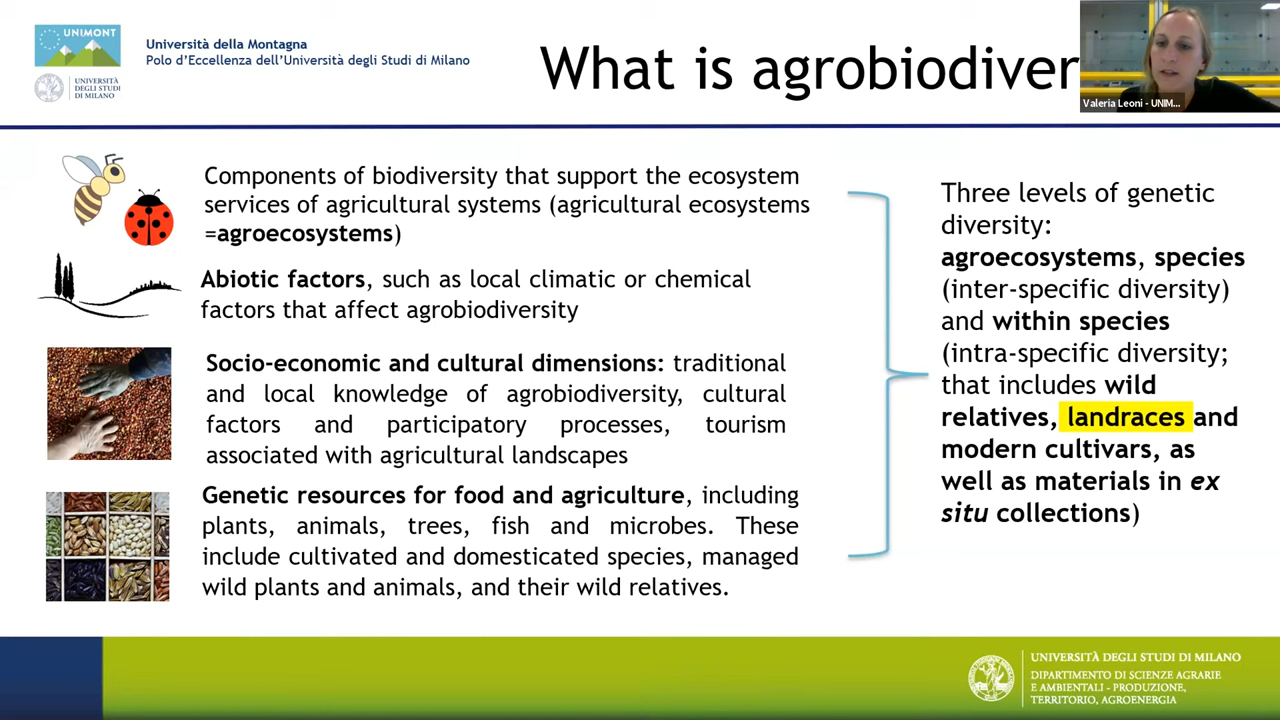 UNIMONT
UNIVERSITÀ
DEGLI STUDI
DI MILANO
Università della Montagna
Polo d'Eccellenza dell'Università degli Studi di Milano
What is agrobiodiver
Valeria Leoni - UNIM...
Components of biodiversity that support the ecosystem
services of agricultural systems (agricultural ecosystems
=agroecosystems)
Abiotic factors, such as local climatic or chemical
factors that affect agrobiodiversity
Socio-economic and cultural dimensions: traditional
and local knowledge of agrobiodiversity, cultural
factors and participatory processes, tourism
associated with agricultural landscapes
Genetic resources for food and agriculture, including
plants, animals, trees, fish and microbes. These
include cultivated and domesticated species, managed
wild plants and animals, and their wild relatives.
Three levels of genetic
diversity:
agroecosystems, species
(inter-specific diversity)
and within species
(intra-specific diversity;
that includes wild
relatives, landraces and
modern cultivars, as
well as materials in ex
situ collections)
UNIVERSITÀ DEGLI STUDI DI MILANO
DIPARTIMENTO DI SCIENZE AGRARIE
E AMBIENTALI - PRODUZIONE,
TERRITORIO, AGROENERGIA